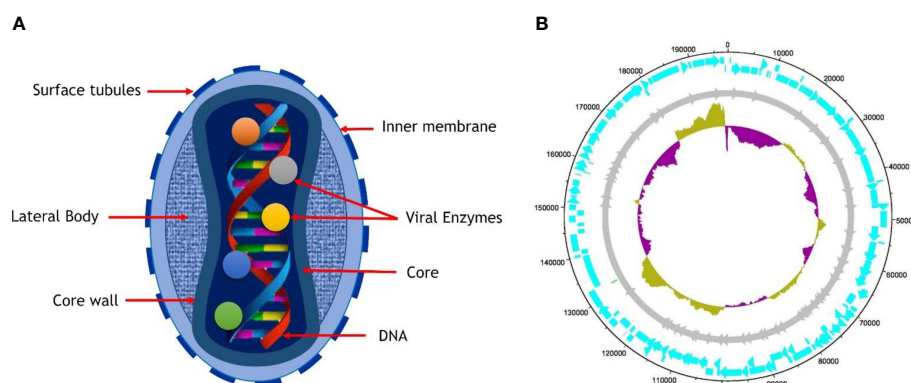 A
Surface tubules
Inner membrane
Lateral Body
Viral Enzymes
Core
Core wall
DNA
B
0
10000
20000
30000
40000
60000
70000
80000
110000
120000
130000
140000
150000
160000
170000
180000
190000